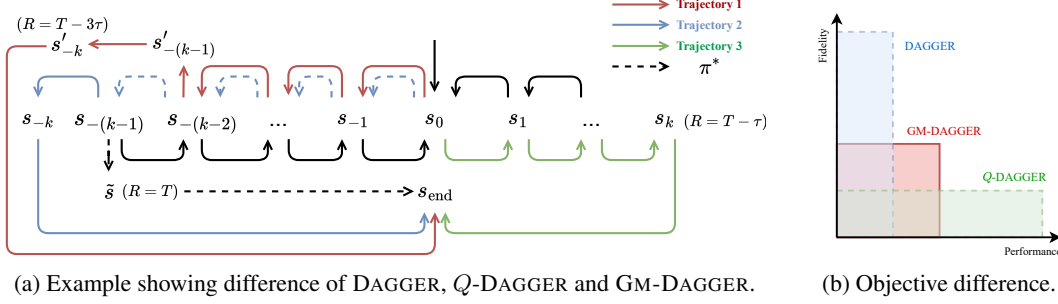 Trajectory 1
Trajectory 2
Trajectory 3
π*
(R = T − 3τ)
s′₋ₖ
s′₋₍ₖ₋₁₎
s₋ₖ
s₋₍ₖ₋₁₎
s₋₍ₖ₋₂₎
...
s₋₁
s₀
s₁
...
sₖ
(R = T − τ)
s̃ (R = T)
s_end
(a) Example showing difference of DAGGER, Q-DAGGER and GM-DAGGER.
Fidelity
DAGGER
GM-DAGGER
Q-DAGGER
Performance
(b) Objective difference.